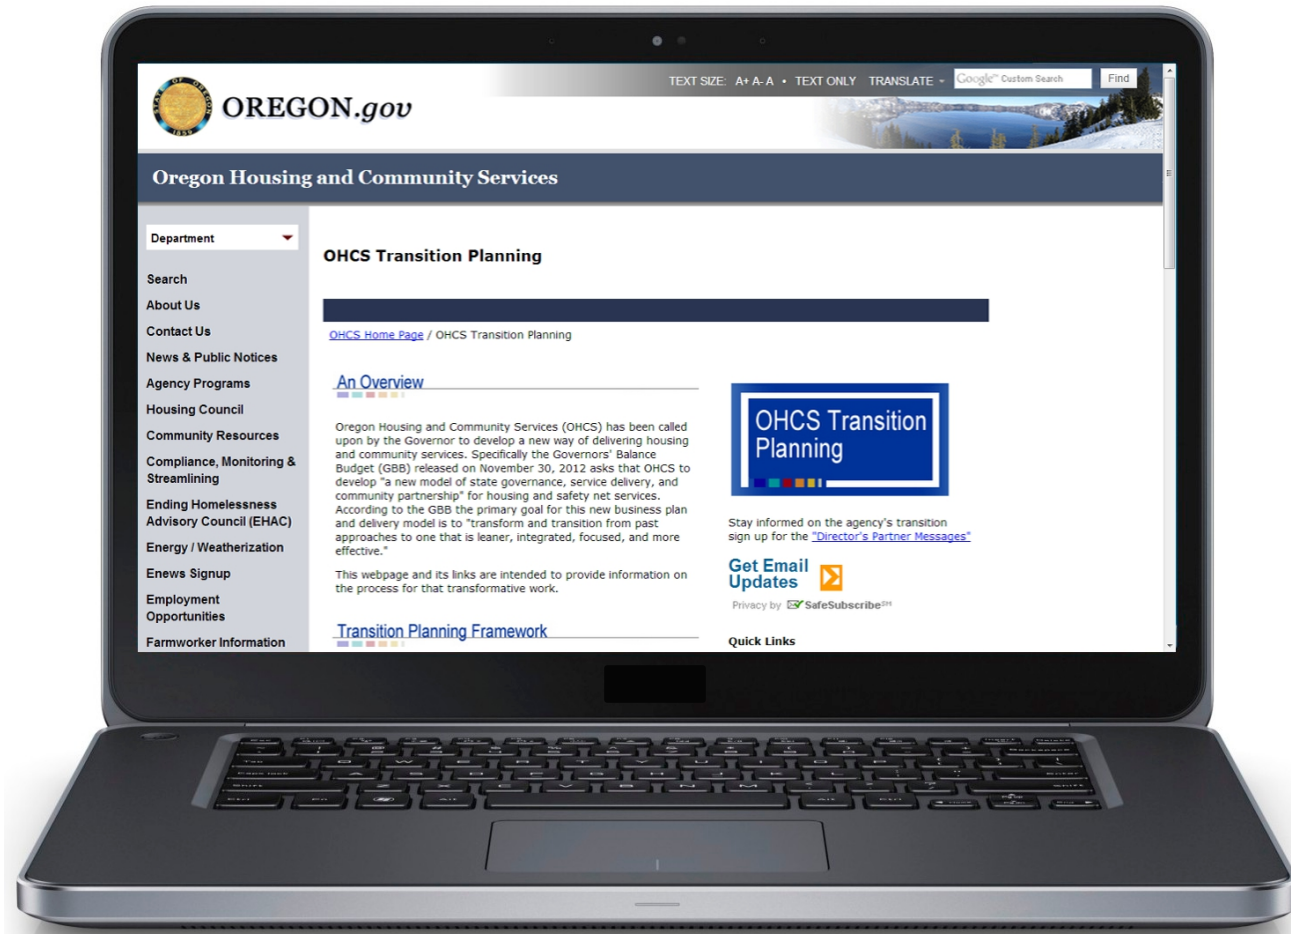 STATE OF OREGON
1859
OREGON.gov
TEXT SIZE: A+ A- A • TEXT ONLY TRANSLATE
Google™ Custom Search
Find
Oregon Housing and Community Services
Department
Search
About Us
Contact Us
News & Public Notices
Agency Programs
Housing Council
Community Resources
Compliance, Monitoring &
Streamlining
Ending Homelessness
Advisory Council (EHAC)
Energy / Weatherization
Enews Signup
Employment
Opportunities
Farmworker Information
OHCS Transition Planning
OHCS Home Page / OHCS Transition Planning
An Overview
Oregon Housing and Community Services (OHCS) has been called
upon by the Governor to develop a new way of delivering housing
and community services. Specifically the Governors' Balance
Budget (GBB) released on November 30, 2012 asks that OHCS to
develop "a new model of state governance, service delivery, and
community partnership" for housing and safety net services.
According to the GBB the primary goal for this new business plan
and delivery model is to "transform and transition from past
approaches to one that is leaner, integrated, focused, and more
effective."
This webpage and its links are intended to provide information on
the process for that transformative work.
Transition Planning Framework
OHCS Transition
Planning
Stay informed on the agency's transition
sign up for the "Director's Partner Messages"
Get Email
Updates
Privacy by SafeSubscribe℠
Quick Links